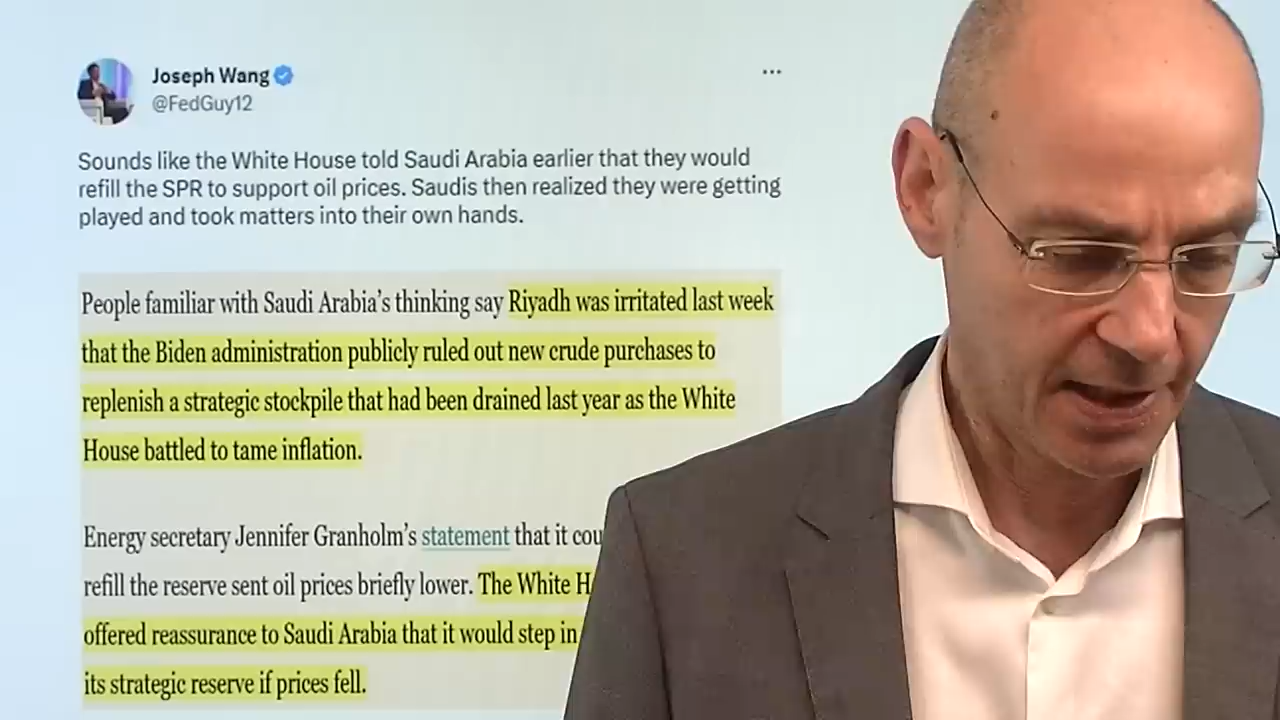 Joseph Wang
@FedGuy12
Sounds like the White House told Saudi Arabia earlier that they would
refill the SPR to support oil prices. Saudis then realized they were getting
played and took matters into their own hands.
People familiar with Saudi Arabia's thinking say Riyadh was irritated last week
that the Biden administration publicly ruled out new crude purchases to
replenish a strategic stockpile that had been drained last year as the White
House battled to tame inflation.
Energy secretary Jennifer Granholm's statement that it cou
refill the reserve sent oil prices briefly lower. The White H
offered reassurance to Saudi Arabia that it would step in
its strategic reserve if prices fell.